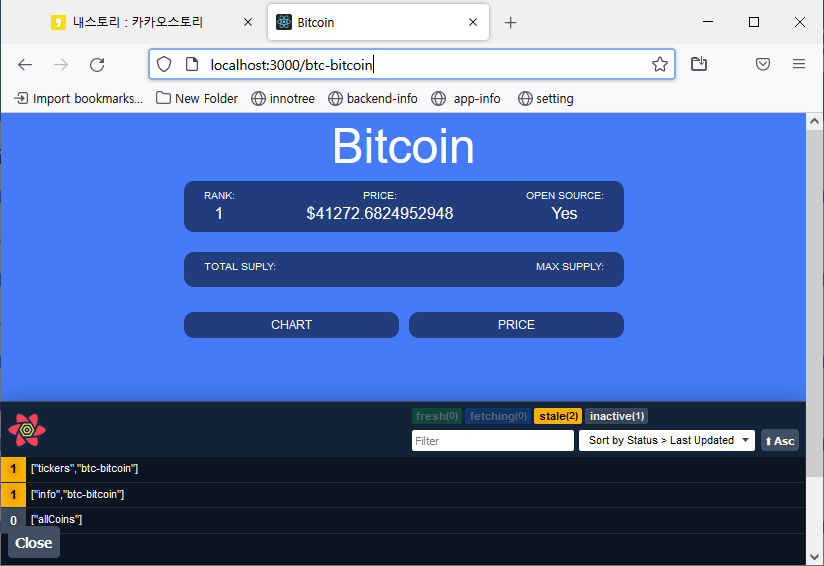 내스토리 : 카카오스토리
Bitcoin
localhost:3000/btc-bitcoin
Import bookmarks... New Folder innotree backend-info app-info setting
Bitcoin
RANK: PRICE: OPEN SOURCE:
1 $41272.6824952948 Yes
TOTAL SUPLY: MAX SUPPLY:
CHART PRICE
fresh(0) fetching(0) stale(2) inactive(1)
Filter Sort by Status > Last Updated ⬆ Asc
1 ["tickers","btc-bitcoin"]
1 ["info","btc-bitcoin"]
0 ["allCoins"]
Close